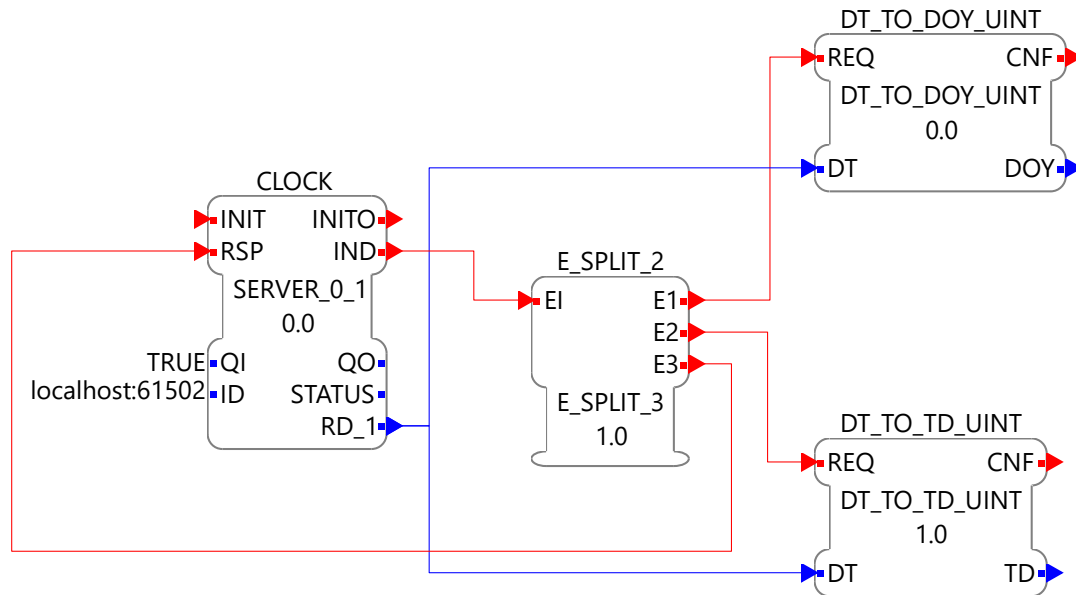 DT_TO_DOY_UINT
REQ CNF
DT_TO_DOY_UINT
0.0
DT DOY
CLOCK
INIT INITO
RSP IND
SERVER_0_1
0.0
TRUE QI QO
localhost:61502 ID STATUS
RD_1
E_SPLIT_2
EI E1
E2
E3
E_SPLIT_3
1.0
DT_TO_TD_UINT
REQ CNF
DT_TO_TD_UINT
1.0
DT TD